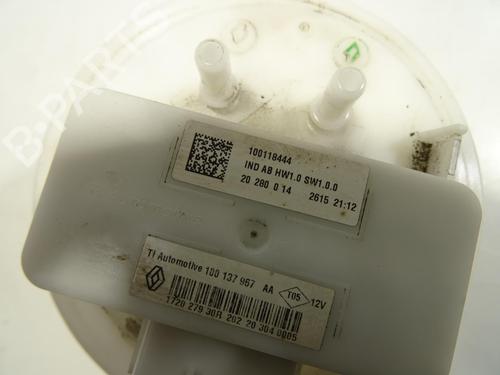 B-PARTS
100118444
IND AB HW1.0 SW1.0.0
20 280 0 14 2615 21:12
TI Automotive 100 137 967 AA
T05 12V
1720 279 30R 202 20 304 0005